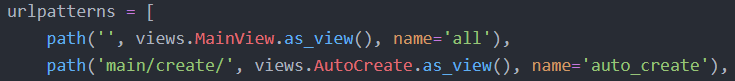 urlpatterns = [
    path('', views.MainView.as_view(), name='all'),
    path('main/create/', views.AutoCreate.as_view(), name='auto_create'),